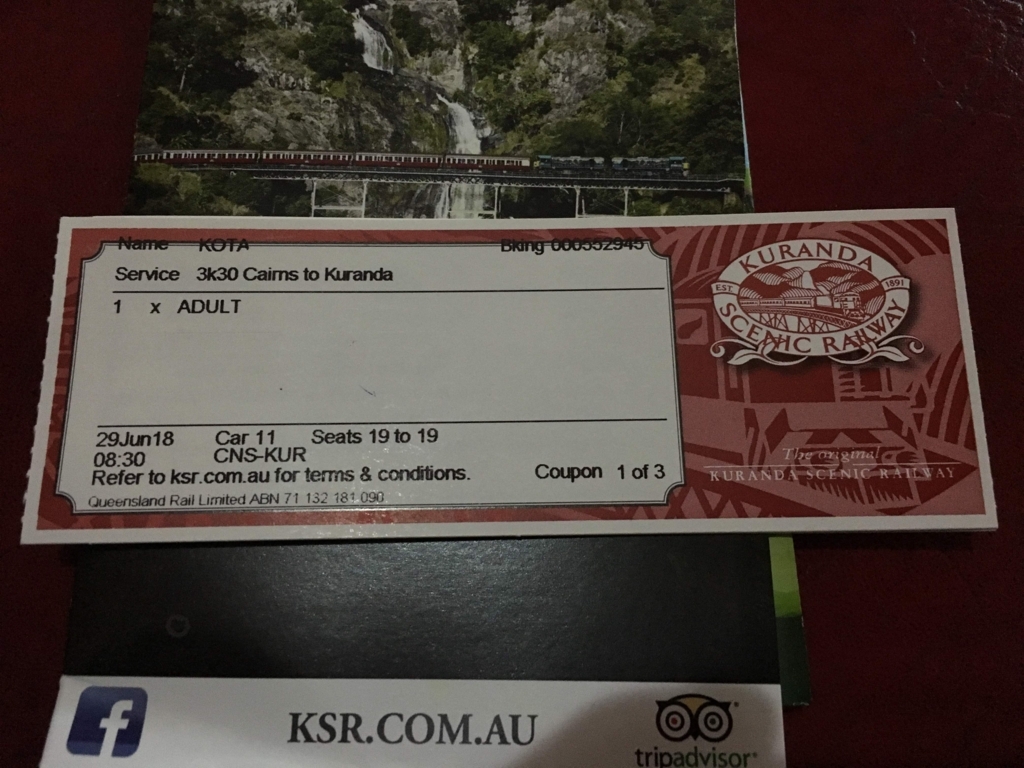 Name KOTA Bking 000552945
Service 3k30 Cairns to Kuranda
1 x ADULT
29Jun18 Car 11 Seats 19 to 19
08:30 CNS-KUR
Refer to ksr.com.au for terms & conditions. Coupon 1 of 3
Queensland Rail Limited ABN 71 132 181 090
KURANDA
EST. 1891
SCENIC RAILWAY
The original
KURANDA SCENIC RAILWAY
f KSR.COM.AU
tripadvisor